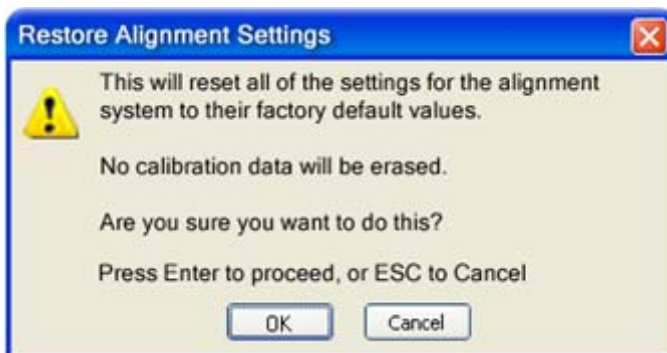 Restore Alignment Settings
This will reset all of the settings for the alignment
system to their factory default values.
No calibration data will be erased.
Are you sure you want to do this?
Press Enter to proceed, or ESC to Cancel
OK
Cancel